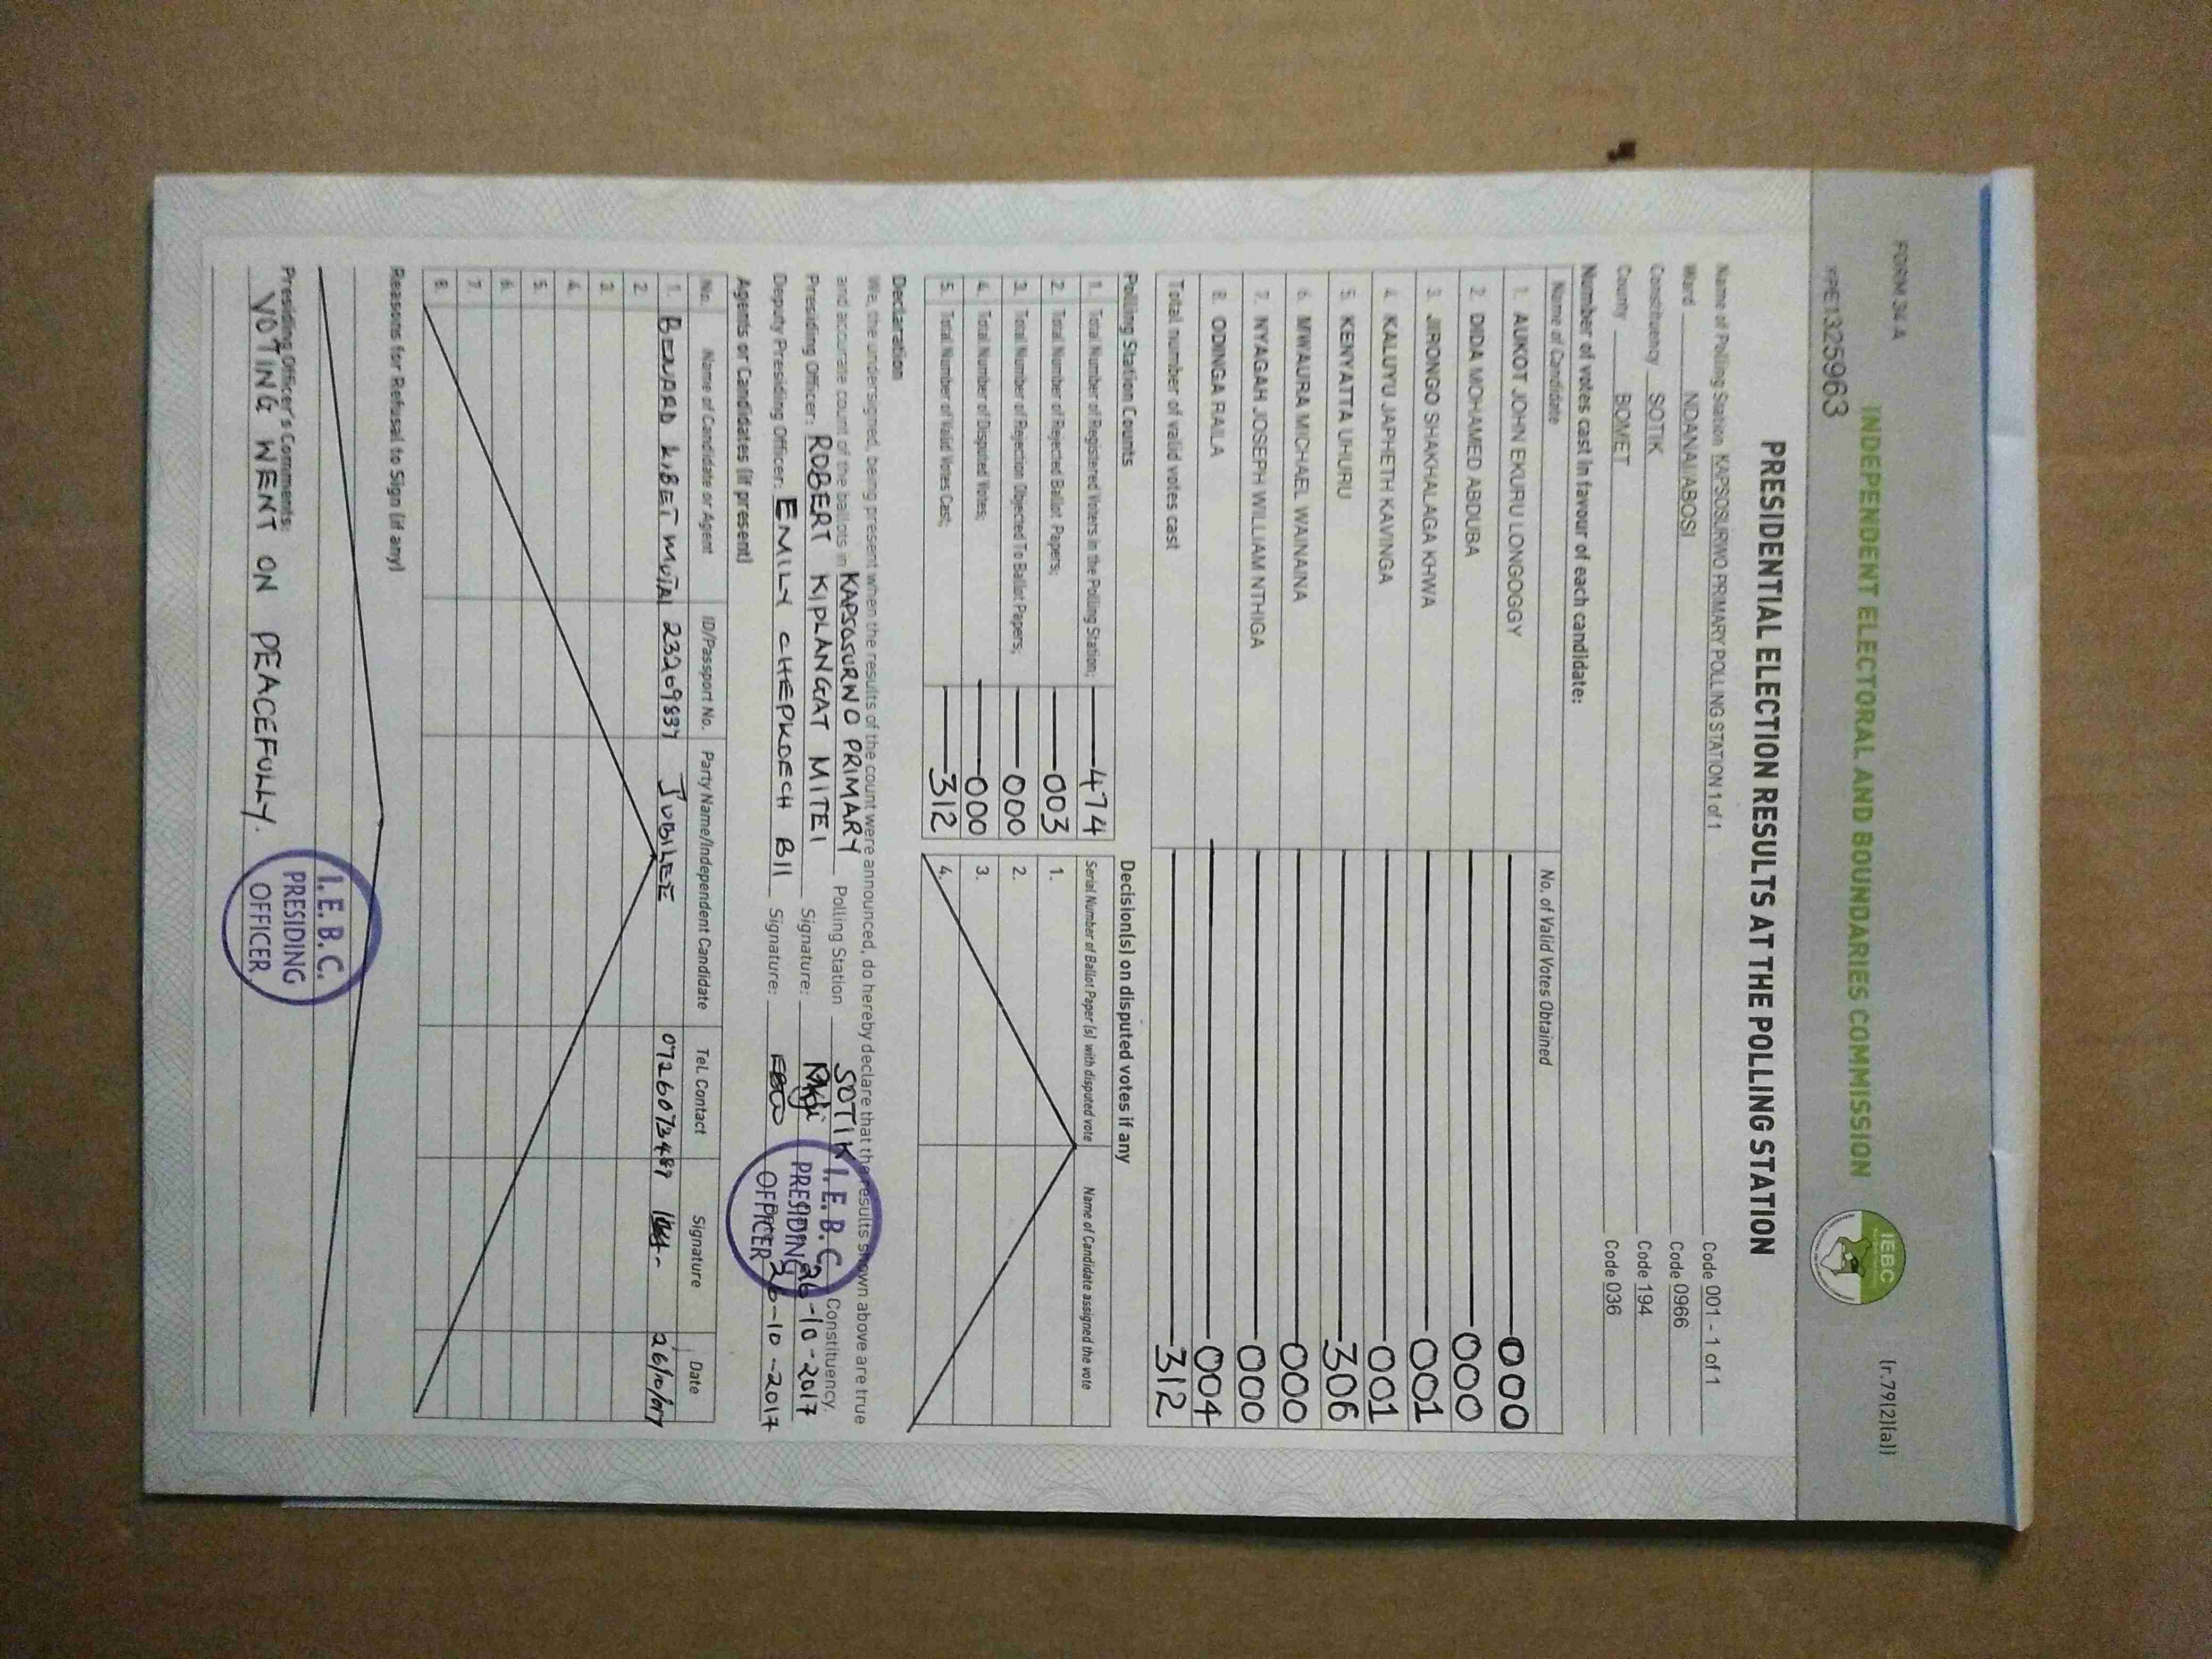 FORM 34 A
(r.79(2)(a))
INDEPENDENT ELECTORAL AND BOUNDARIES COMMISSION
IEBC
PRESIDENTIAL ELECTION RESULTS AT THE POLLING STATION
Name of Polling Station KAPSOSURWO PRIMARY POLLING STATION 1 of 1 Code 001 - 1 of 1
Ward NDANAI/ABOSI Code 0966
Constituency SOTIK Code 194
County BOMET Code 036
Number of votes cast in favour of each candidate:
Name of Candidate No. of Valid Votes Obtained
1. AUKOT JOHN EKURU LONGOGGY 000
2. DIDA MOHAMED ABDUBA 000
3. JIRONGO SHAKHALAGA KHWA 001
4. KALUYU JAPHETH KAVINGA 001
5. KENYATTA UHURU 306
6. MWAURA MICHAEL WAINAINA 000
7. NYAGAH JOSEPH WILLIAM NTHIGA 000
8. ODINGA RAILA 004
Total number of valid votes cast 312
Polling Station Counts Decision(s) on disputed votes if any
1. Total Number of Registered Voters in the Polling Station; 474 Serial Number of Ballot Paper (s) with disputed vote Name of Candidate assigned the vote
2. Total Number of Rejected Ballot Papers; 003 1.
3. Total Number of Rejection Objected To Ballot Papers; 000 2.
4. Total Number of Disputed Votes; 000 3.
5. Total Number of Valid Votes Cast; 312 4.
Declaration
We, the undersigned, being present when the results of the count were announced, do hereby declare that the results shown above are true
and accurate count of the ballots in KAPSOSURWO PRIMARY Polling Station SOTIK Constituency.
Presiding Officer: ROBERT KIPLANGAT MITEI Signature: 26-10-2017
Deputy Presiding Officer: EMILY CHEPKOECH BII Signature: 26-10-2017
I.E.B.C.
PRESIDING
OFFICER
Agents or Candidates (if present)
No. Name of Candidate or Agent ID/Passport No. Party Name/Independent Candidate Tel. Contact Signature Date
1. BENARD KIBET 23209837 JUBILEE 0726073489 26/10/017
2.
3.
4.
5.
6.
7.
8.
Reasons for Refusal to Sign (if any)
Presiding Officer's Comments:
VOTING WENT ON PEACEFULLY.
I.E.B.C.
PRESIDING
OFFICER